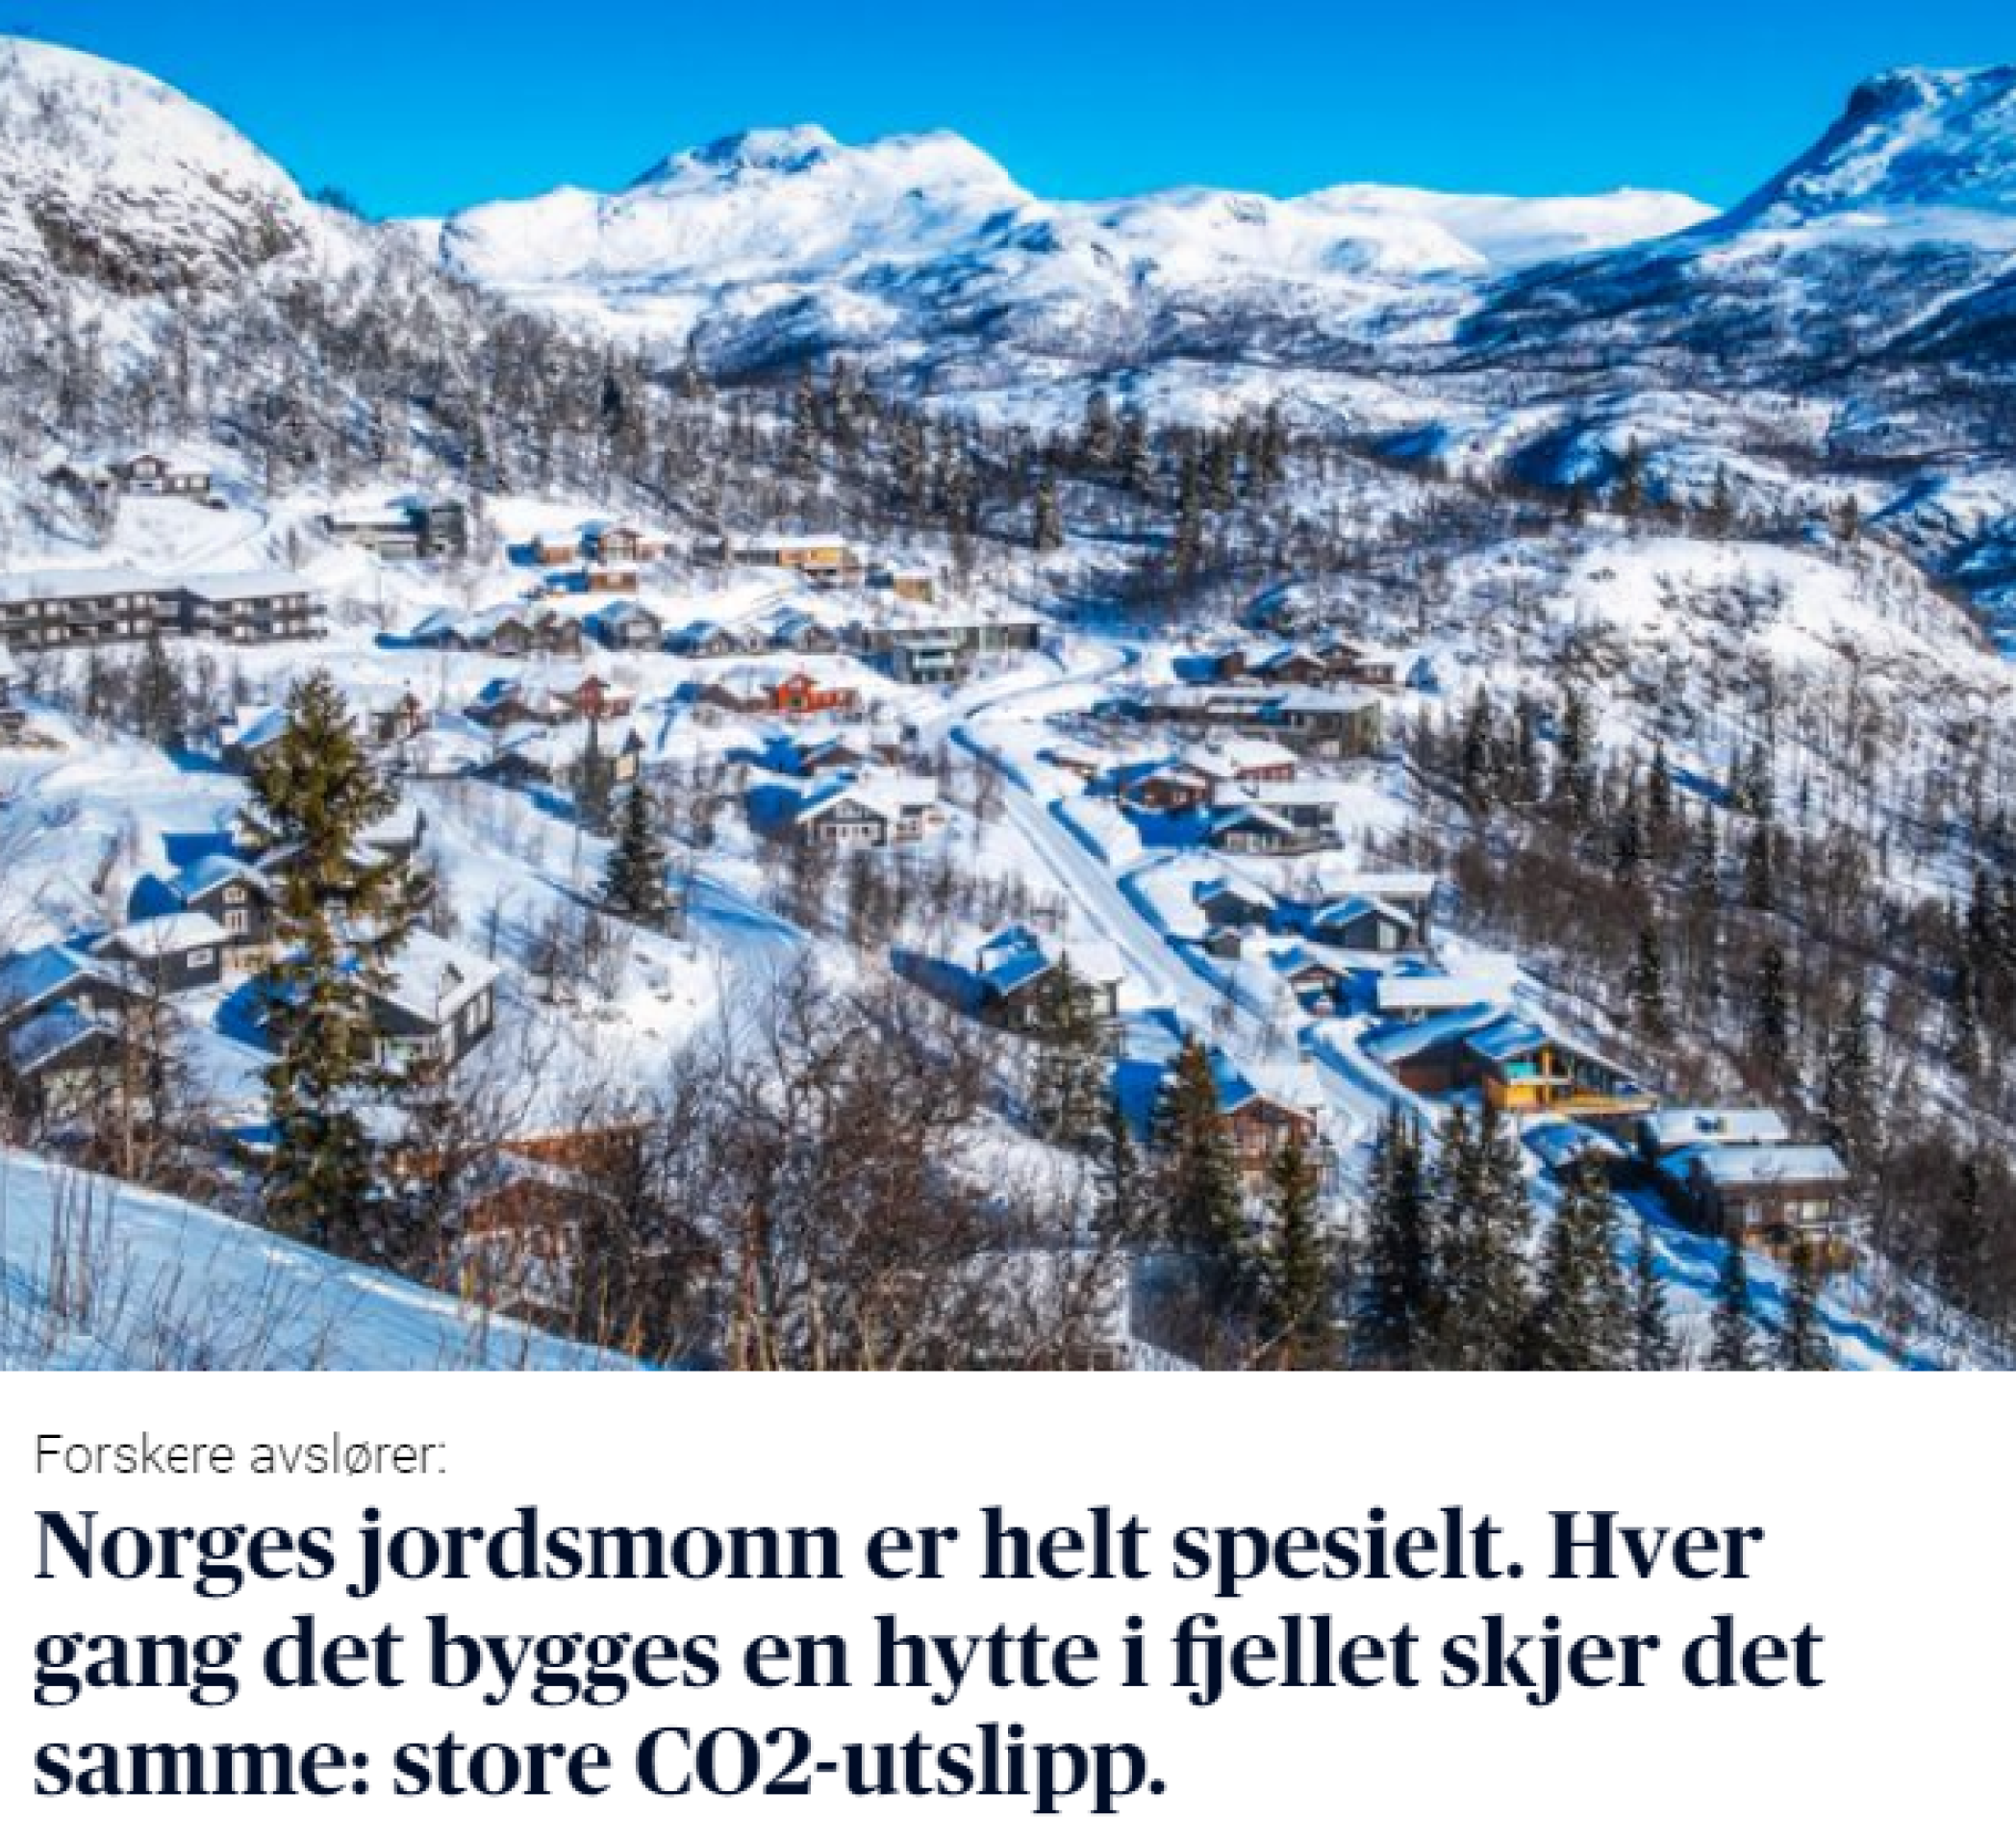 Forskere avslører:
Norges jordsmonn er helt spesielt. Hver
gang det bygges en hytte i fjellet skjer det
samme: store CO2-utslipp.